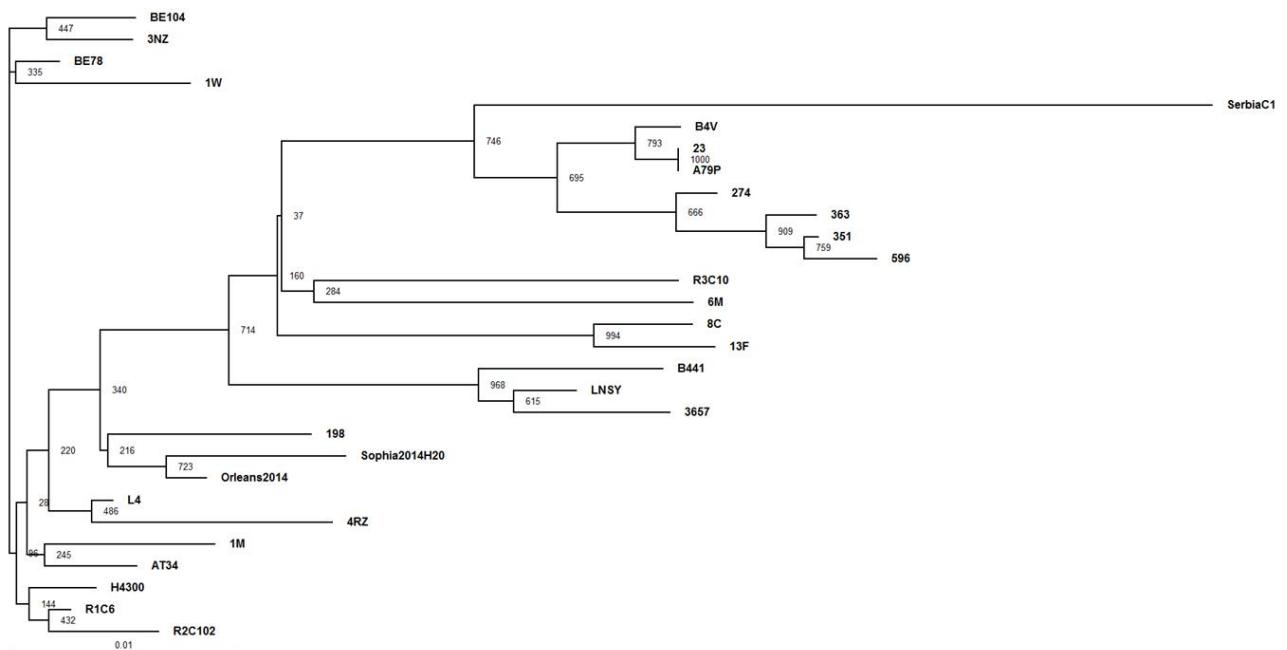 BE104
447
3NZ
BE78
335
1W
SerbiaC1
B4V
746
793
23
1000
A79P
695
274
666
363
909
351
759
596
37
160
R3C10
284
6M
8C
714
994
13F
B441
968
LNSY
340
615
3657
198
220
216
Sophia2014H20
723
Orleans2014
28
L4
486
4RZ
1M
96
245
AT34
H4300
144
R1C6
432
R2C102
0.01